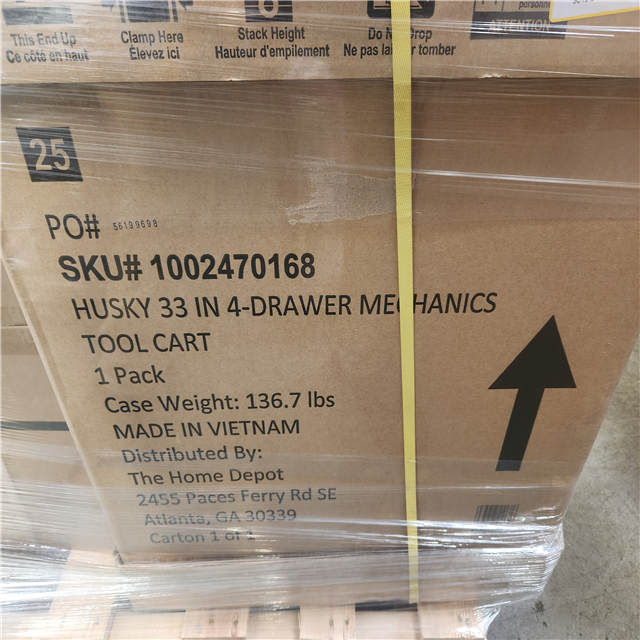 This End Up
Ce côté en haut
Clamp Here
Élevez ici
Stack Height
Hauteur d'empilement
Do Not Drop
Ne pas laisser tomber
ATTENTION
25
PO# 56199698
SKU# 1002470168
HUSKY 33 IN 4-DRAWER MECHANICS
TOOL CART
1 Pack
Case Weight: 136.7 lbs
MADE IN VIETNAM
Distributed By:
The Home Depot
2455 Paces Ferry Rd SE
Atlanta, GA 30339
Carton 1 of 1